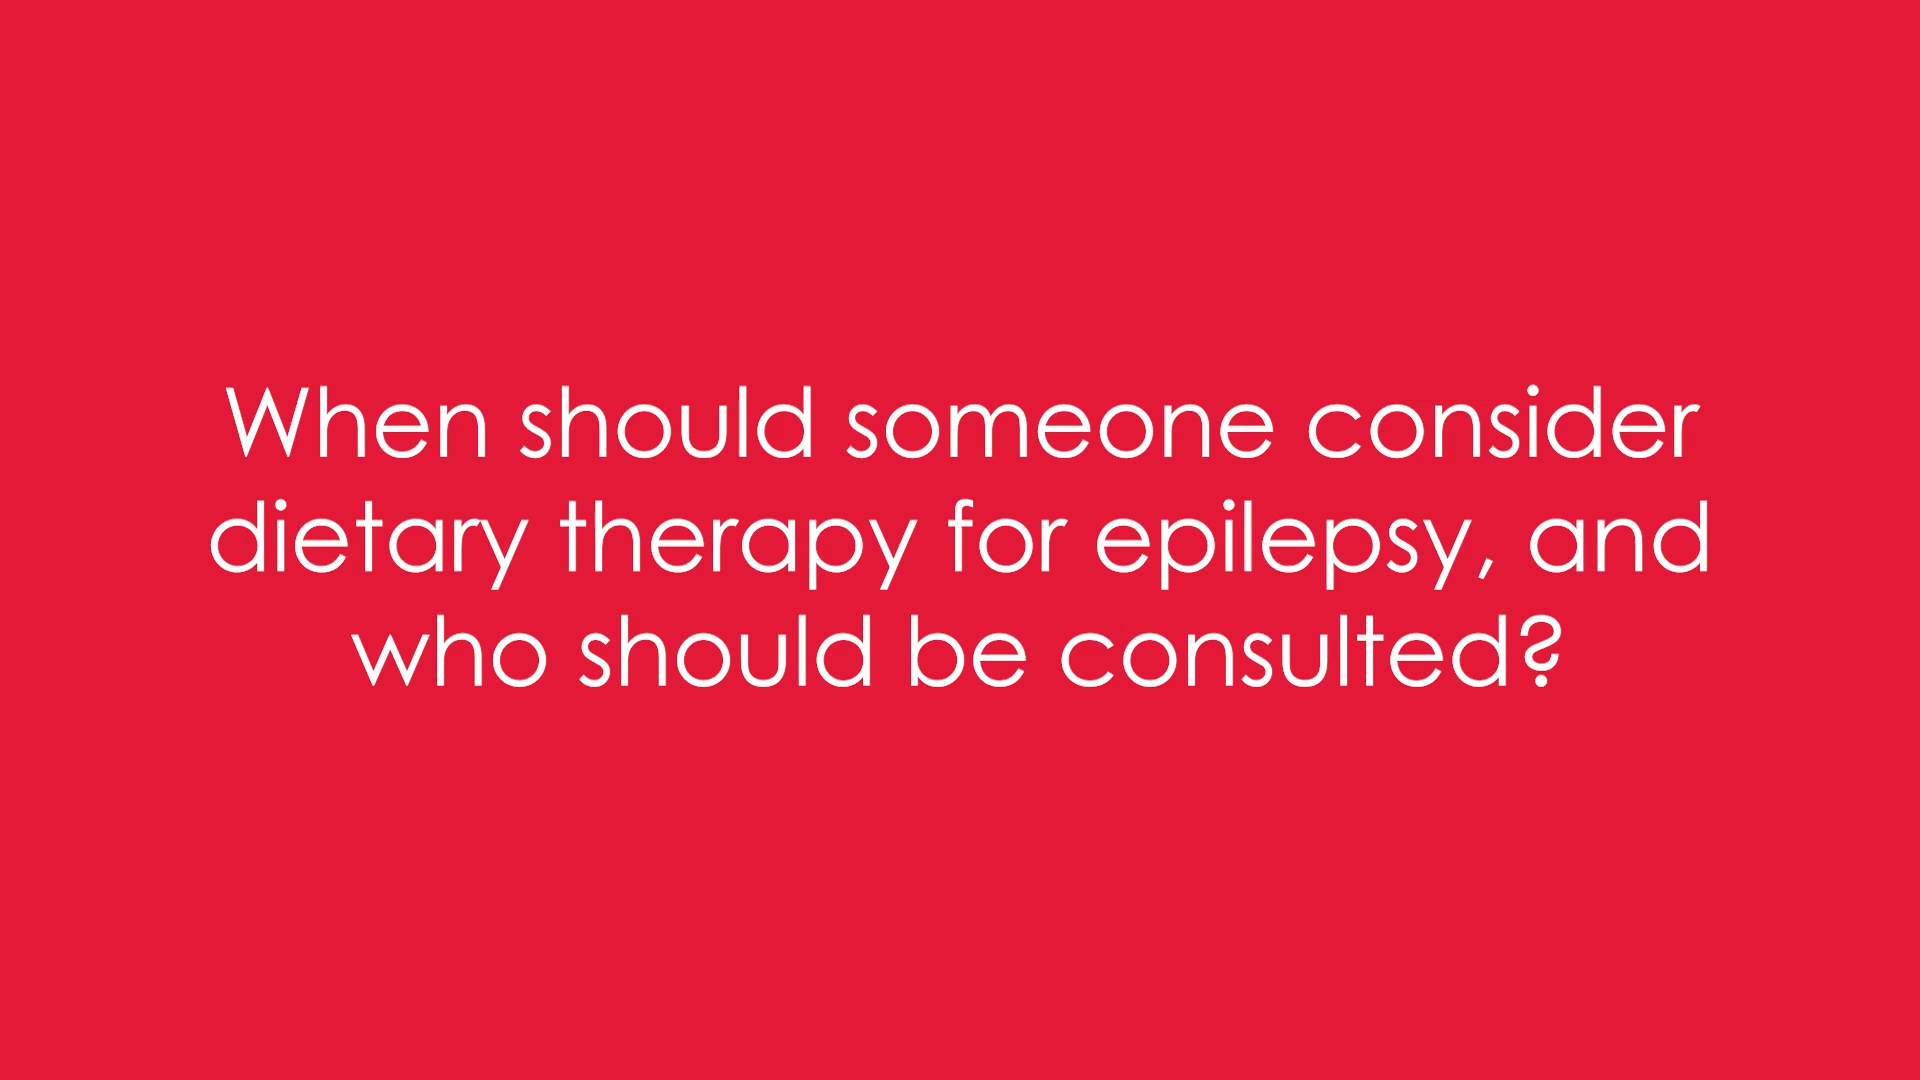 When should someone consider
dietary therapy for epilepsy, and
who should be consulted?